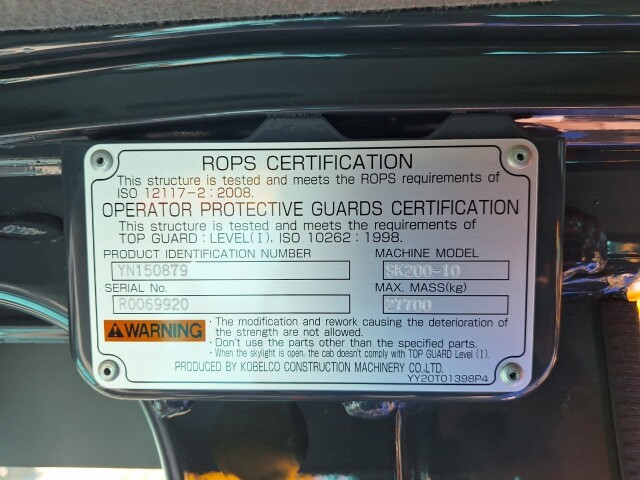 ROPS CERTIFICATION
This structure is tested and meets the ROPS requirements of
ISO 12117-2 : 2008.
OPERATOR PROTECTIVE GUARDS CERTIFICATION
This structure is tested and meets the requirements of
TOP GUARD : LEVEL(I). ISO 10262 : 1998.
PRODUCT IDENTIFICATION NUMBER MACHINE MODEL
YN150879 SK200-10
SERIAL No. MAX. MASS(kg)
R0069920 27700
WARNING
・The modification and rework causing the deterioration of
the strength are not allowed.
・Don't use the parts other than the specified parts.
・When the skylight is open, the cab doesn't comply with TOP GUARD Level (I).
PRODUCED BY KOBELCO CONSTRUCTION MACHINERY CO.,LTD.
YY20T01398P4